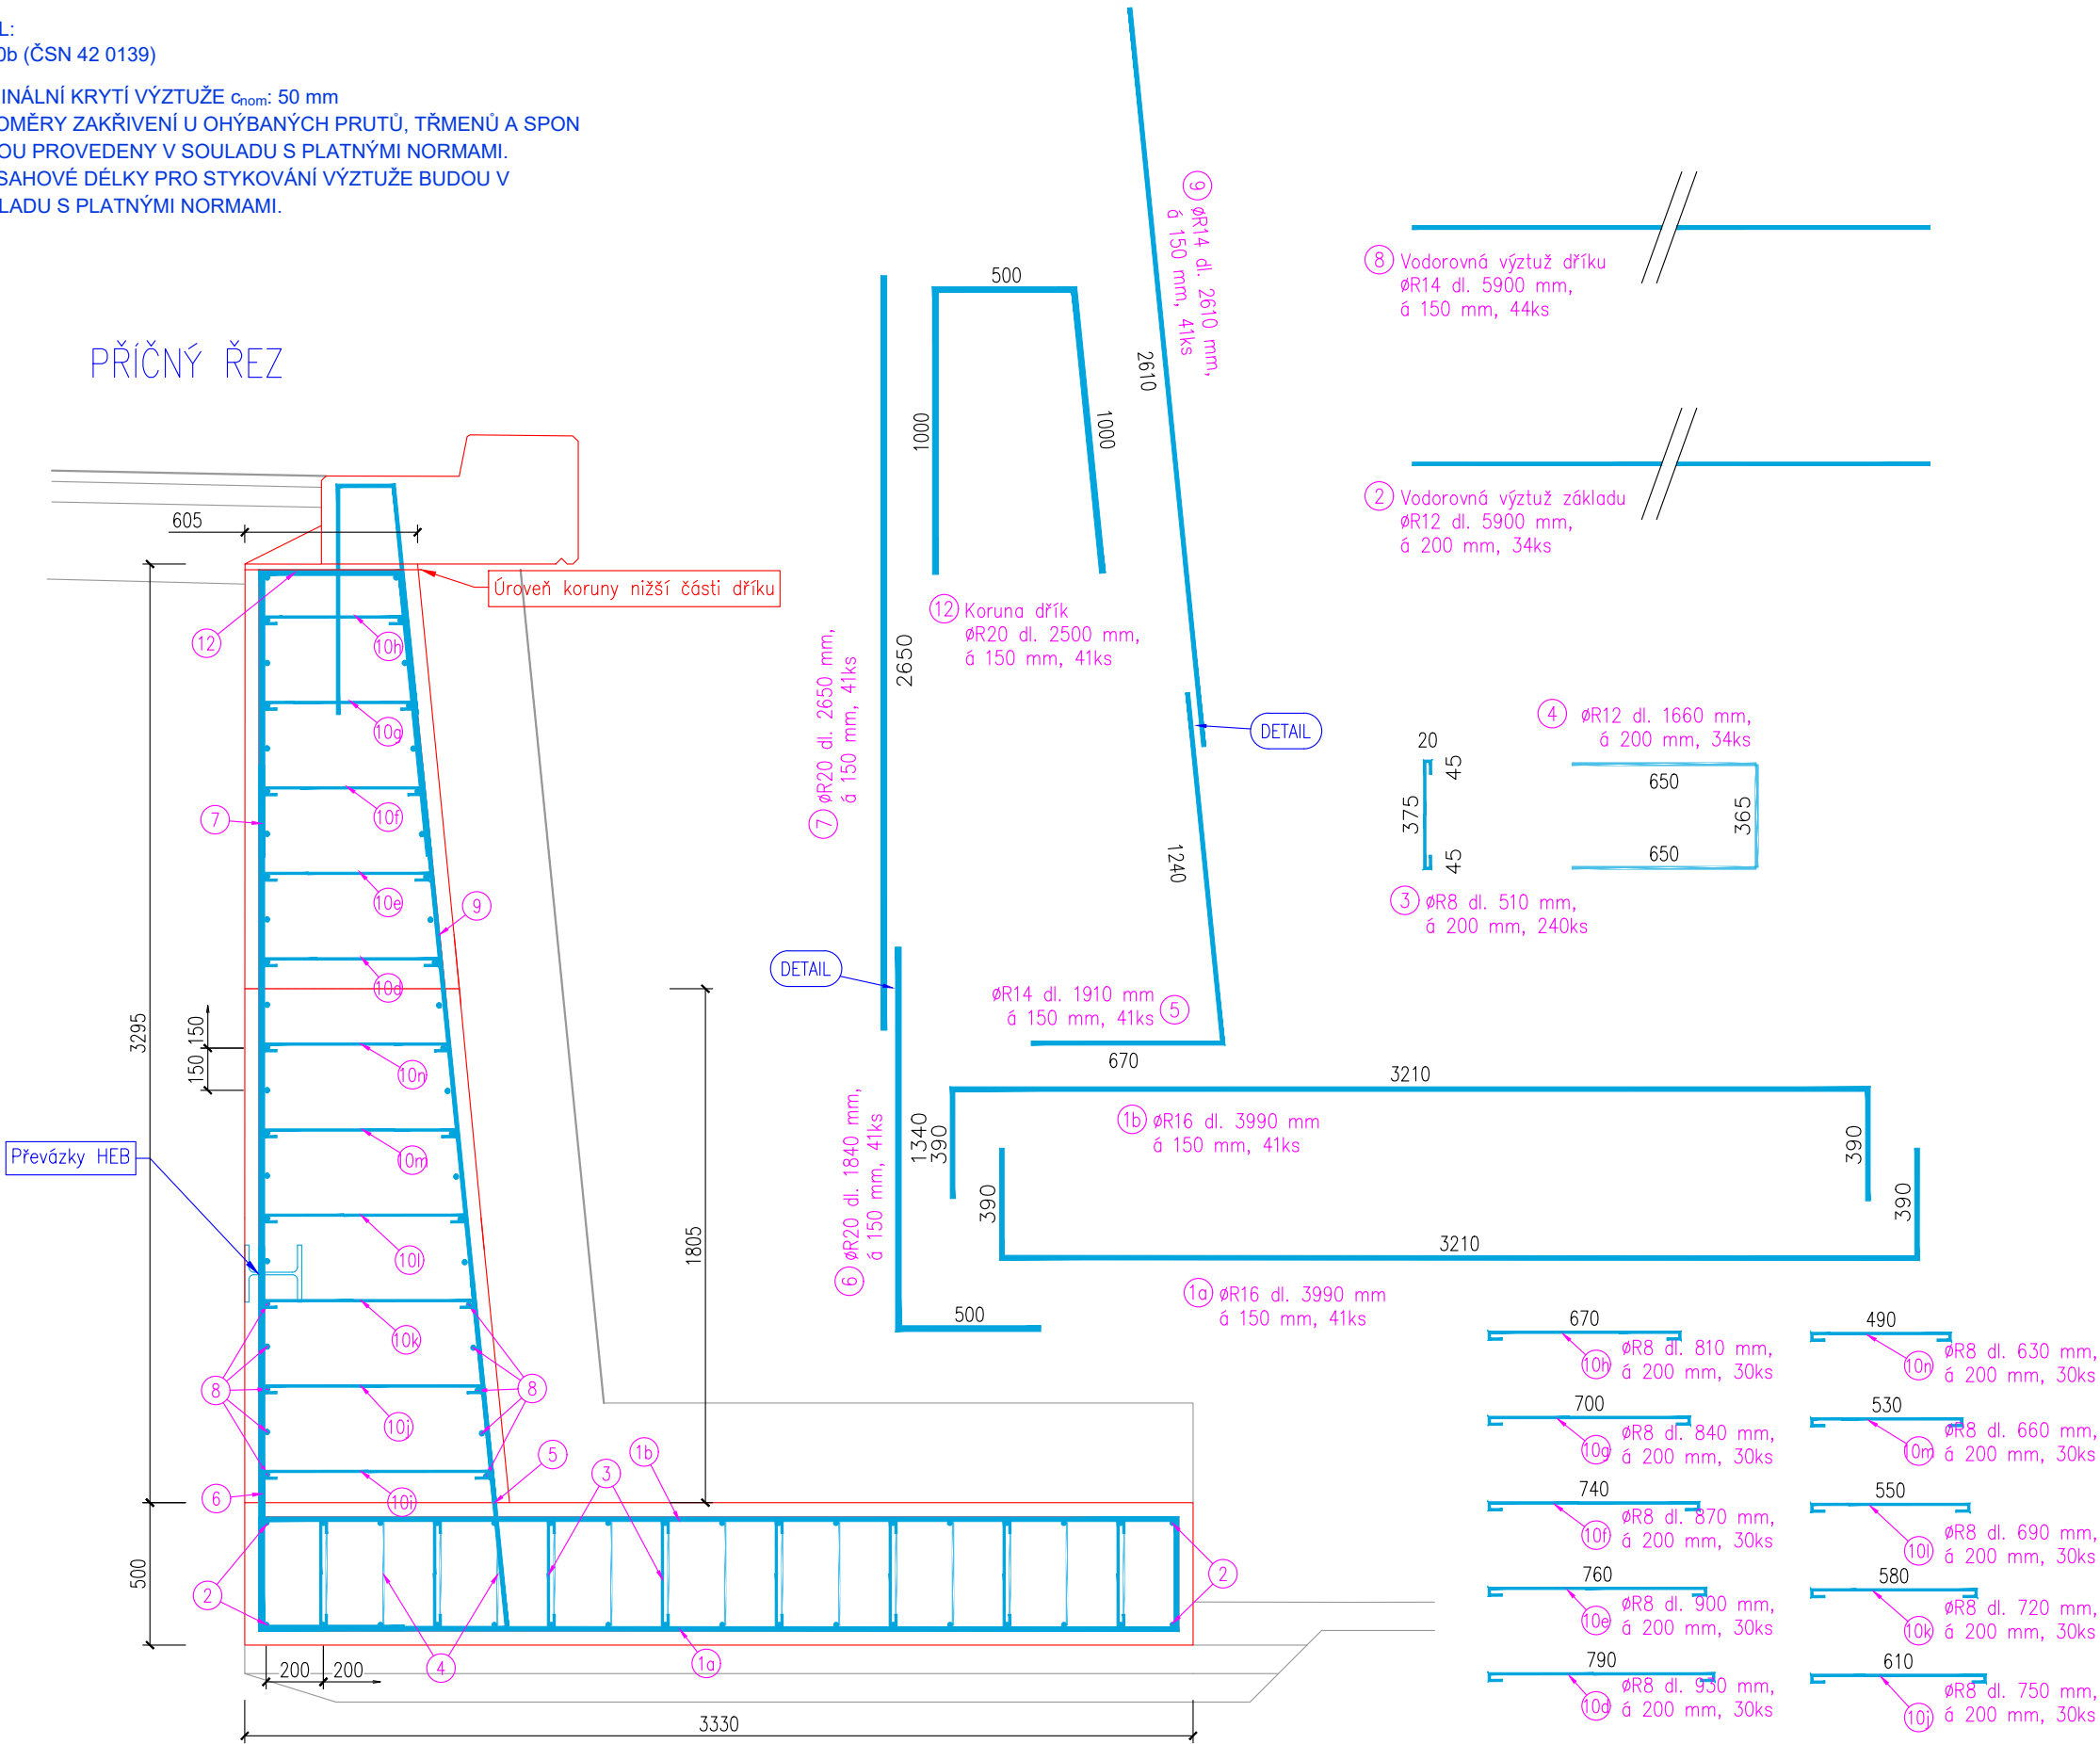 L:
0b (ČSN 42 0139)
INÁLNÍ KRYTÍ VÝZTUŽE cnom: 50 mm
OMĚRY ZAKŘIVENÍ U OHÝBANÝCH PRUTŮ, TŘMENŮ A SPON
OU PROVEDENY V SOULADU S PLATNÝMI NORMAMI.
SAHOVÉ DÉLKY PRO STYKOVÁNÍ VÝZTUŽE BUDOU V
LADU S PLATNÝMI NORMAMI.
PŘÍČNÝ ŘEZ
605
Úroveň koruny nižší části dříku
12
10h
10g
7
10f
10e
9
10d
3295
150 150
10n
Převázky HEB
10m
10l
1805
10k
8
8
10j
6
10i
5
3
1b
500
2
4
1a
2
200
200
3330
500
1000
1000
12
Koruna dřík
øR20 dl. 2500 mm,
á 150 mm, 41ks
7
øR20 dl. 2650 mm,
á 150 mm, 41ks
2650
9
øR14 dl. 2610 mm,
á 150 mm, 41ks
2610
DETAIL
1240
DETAIL
øR14 dl. 1910 mm
á 150 mm, 41ks
5
670
6
øR20 dl. 1840 mm,
á 150 mm, 41ks
1340
500
3210
390
390
1b
øR16 dl. 3990 mm
á 150 mm, 41ks
390
390
3210
1a
øR16 dl. 3990 mm
á 150 mm, 41ks
8
Vodorovná výztuž dříku
øR14 dl. 5900 mm,
á 150 mm, 44ks
2
Vodorovná výztuž základu
øR12 dl. 5900 mm,
á 200 mm, 34ks
4
øR12 dl. 1660 mm,
á 200 mm, 34ks
650
365
650
20
45
375
45
3
øR8 dl. 510 mm,
á 200 mm, 240ks
670
10h
øR8 dl. 810 mm,
á 200 mm, 30ks
700
10g
øR8 dl. 840 mm,
á 200 mm, 30ks
740
10f
øR8 dl. 870 mm,
á 200 mm, 30ks
760
10e
øR8 dl. 900 mm,
á 200 mm, 30ks
790
10d
øR8 dl. 930 mm,
á 200 mm, 30ks
490
10n
øR8 dl. 630 mm,
á 200 mm, 30ks
530
10m
øR8 dl. 660 mm,
á 200 mm, 30ks
550
10l
øR8 dl. 690 mm,
á 200 mm, 30ks
580
10k
øR8 dl. 720 mm,
á 200 mm, 30ks
610
10j
øR8 dl. 750 mm,
á 200 mm, 30ks